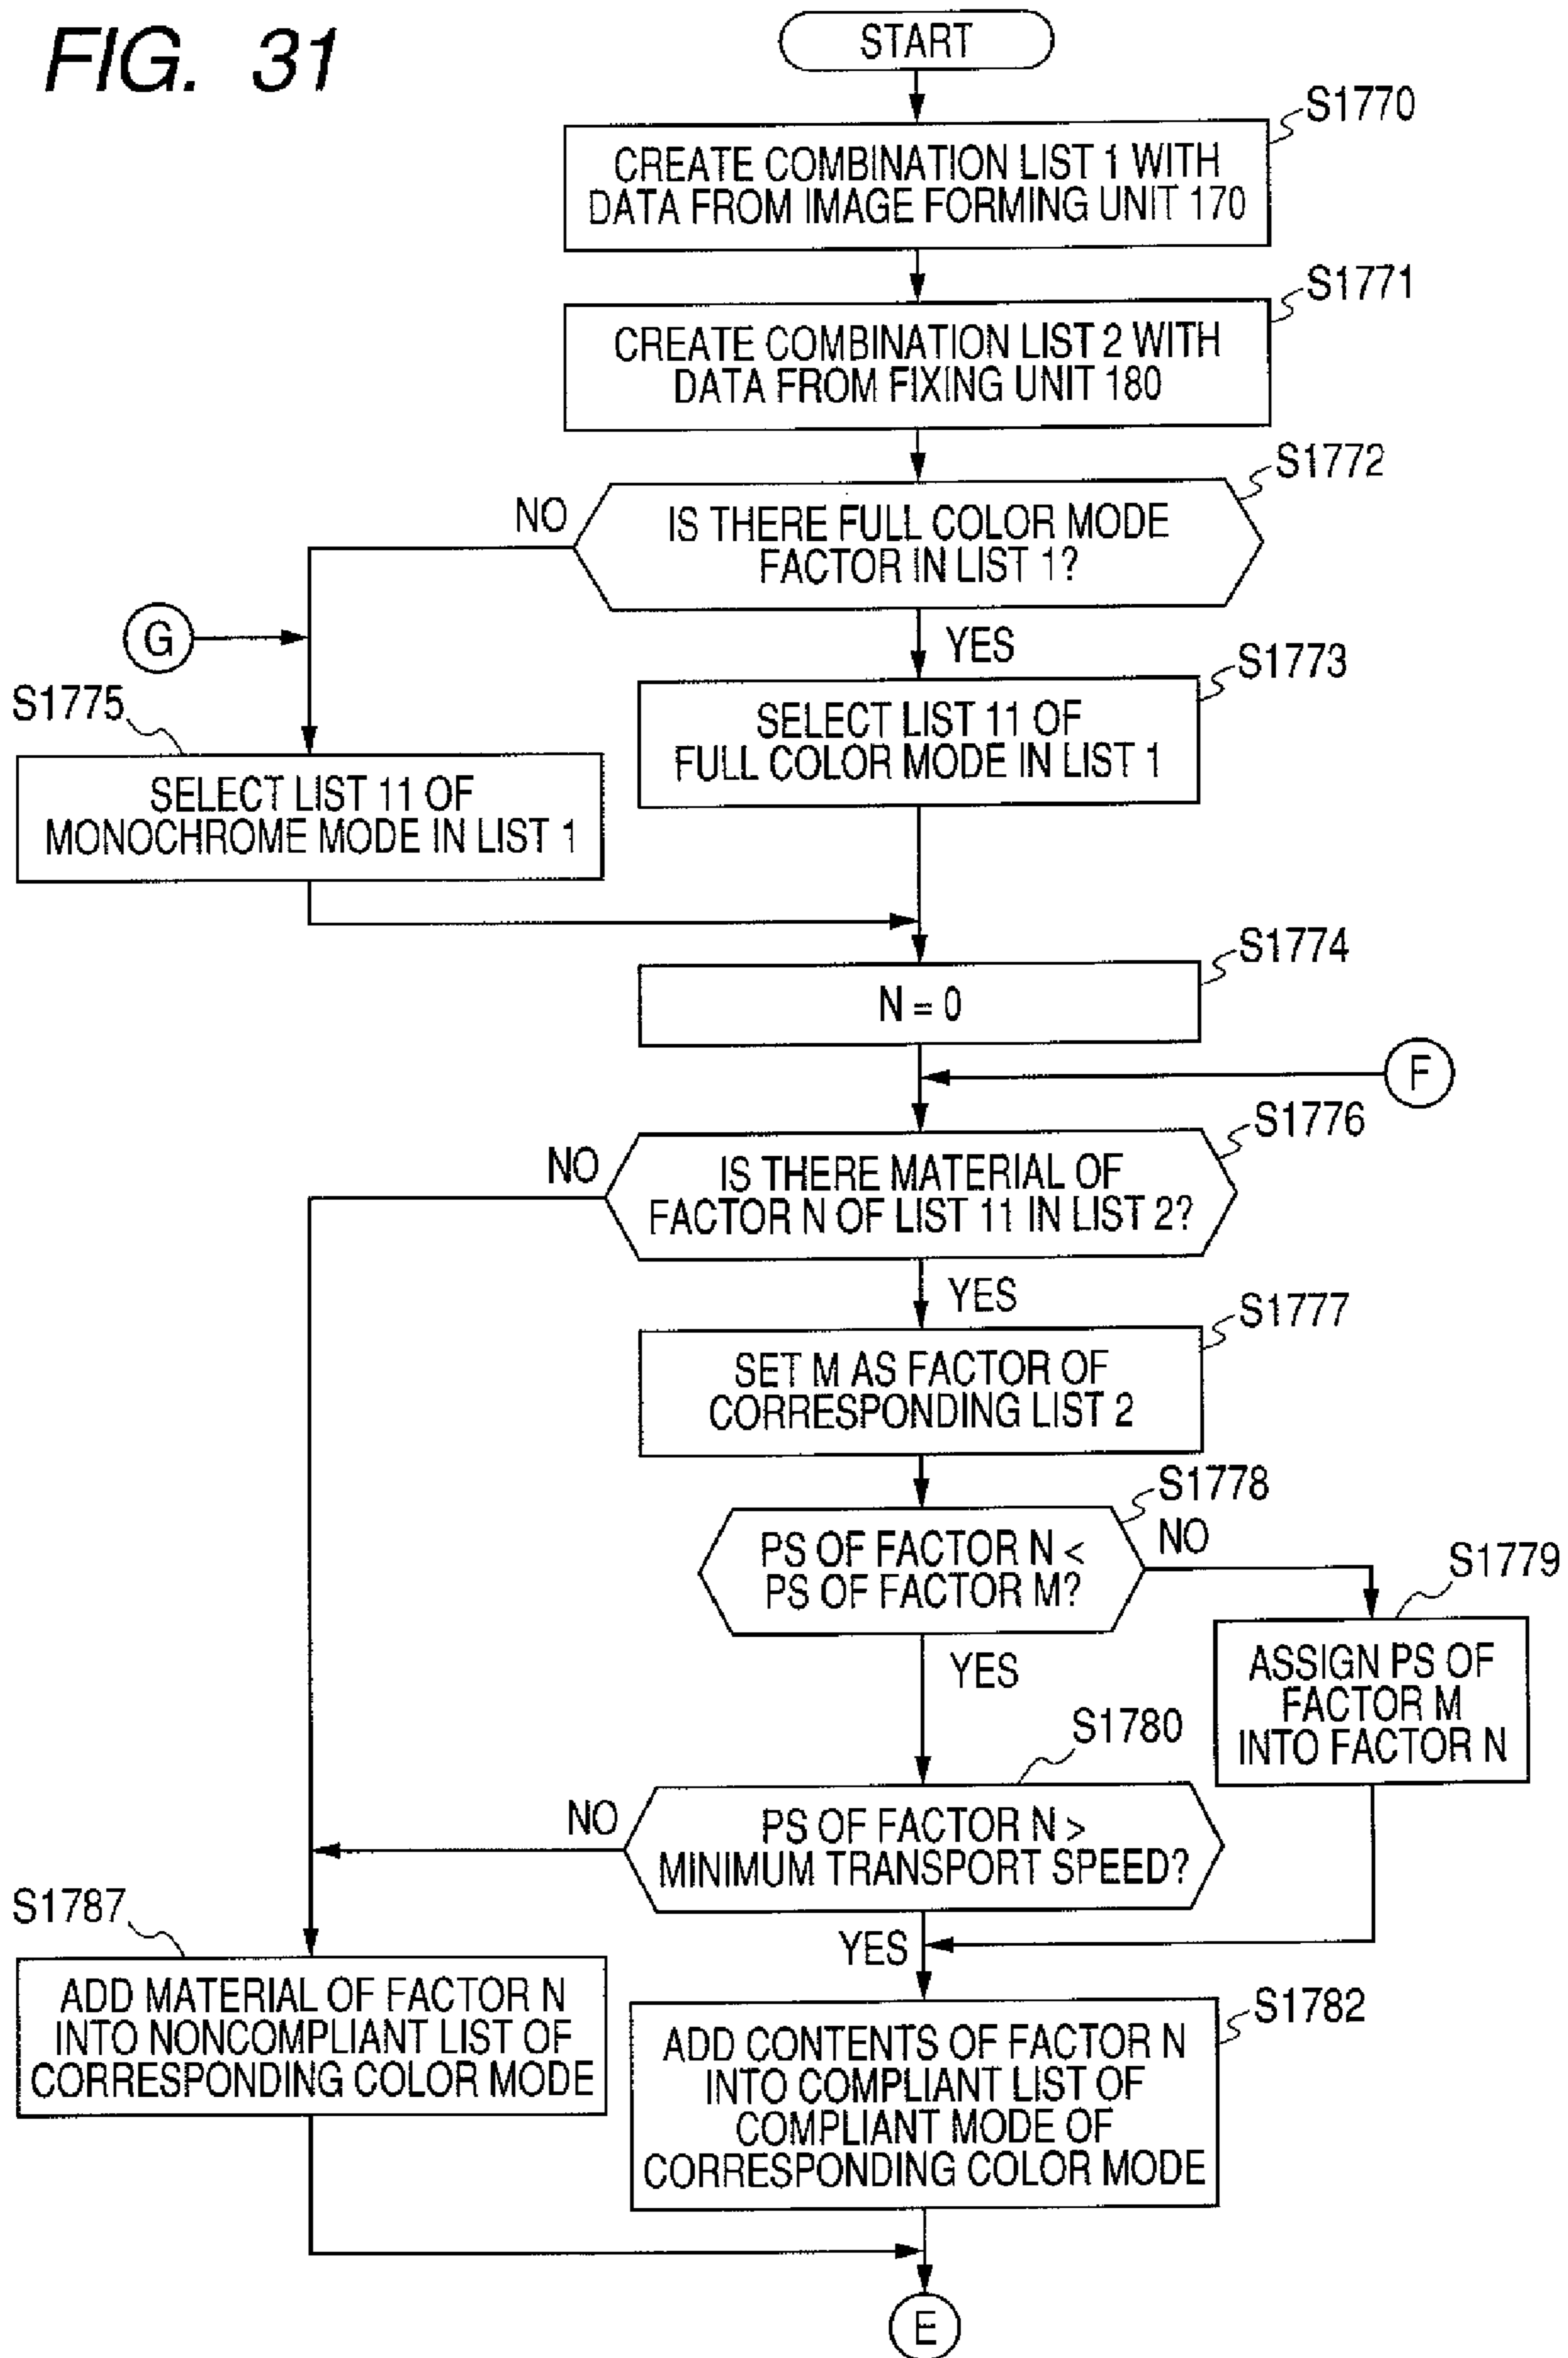 FIG. 31
START
S1770
CREATE COMBINATION LIST 1 WITH
DATA FROM IMAGE FORMING UNIT 170
S1771
CREATE COMBINATION LIST 2 WITH
DATA FROM FIXING UNIT 180
S1772
NO
IS THERE FULL COLOR MODE
FACTOR IN LIST 1?
G
YES
S1773
S1775
SELECT LIST 11 OF
FULL COLOR MODE IN LIST 1
SELECT LIST 11 OF
MONOCHROME MODE IN LIST 1
S1774
N = 0
F
S1776
NO
IS THERE MATERIAL OF
FACTOR N OF LIST 11 IN LIST 2?
YES
S1777
SET M AS FACTOR OF
CORRESPONDING LIST 2
S1778
PS OF FACTOR N <
PS OF FACTOR M?
NO
S1779
YES
ASSIGN PS OF
FACTOR M
INTO FACTOR N
S1780
NO
PS OF FACTOR N >
MINIMUM TRANSPORT SPEED?
S1787
YES
ADD MATERIAL OF FACTOR N
INTO NONCOMPLIANT LIST OF
CORRESPONDING COLOR MODE
S1782
ADD CONTENTS OF FACTOR N
INTO COMPLIANT LIST OF
COMPLIANT MODE OF
CORRESPONDING COLOR MODE
E